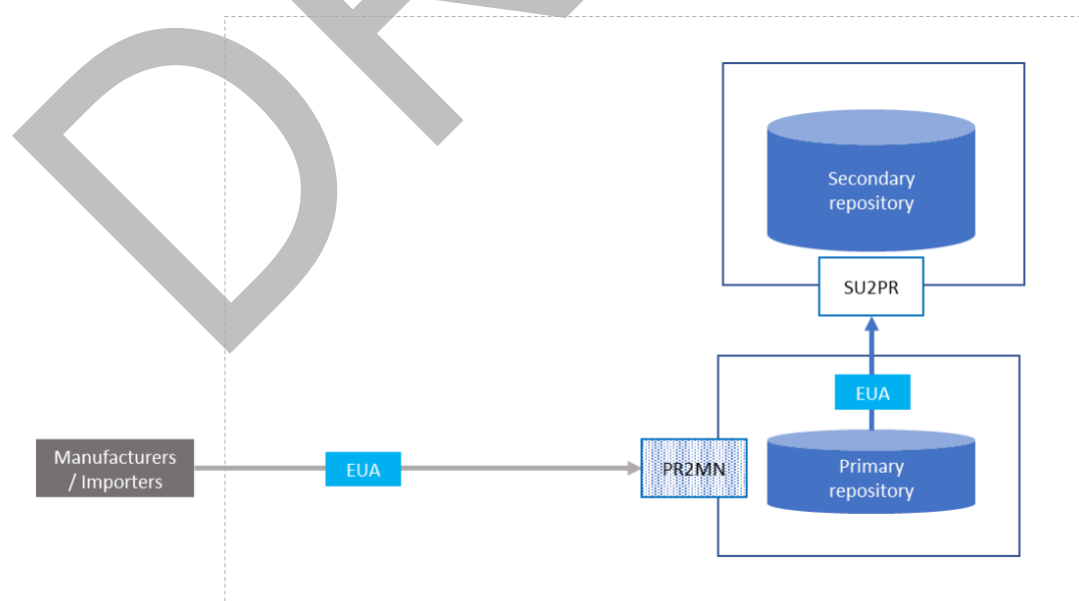 Secondary
repository
SU2PR
EUA
Manufacturers
/ Importers
EUA
PR2MN
Primary
repository